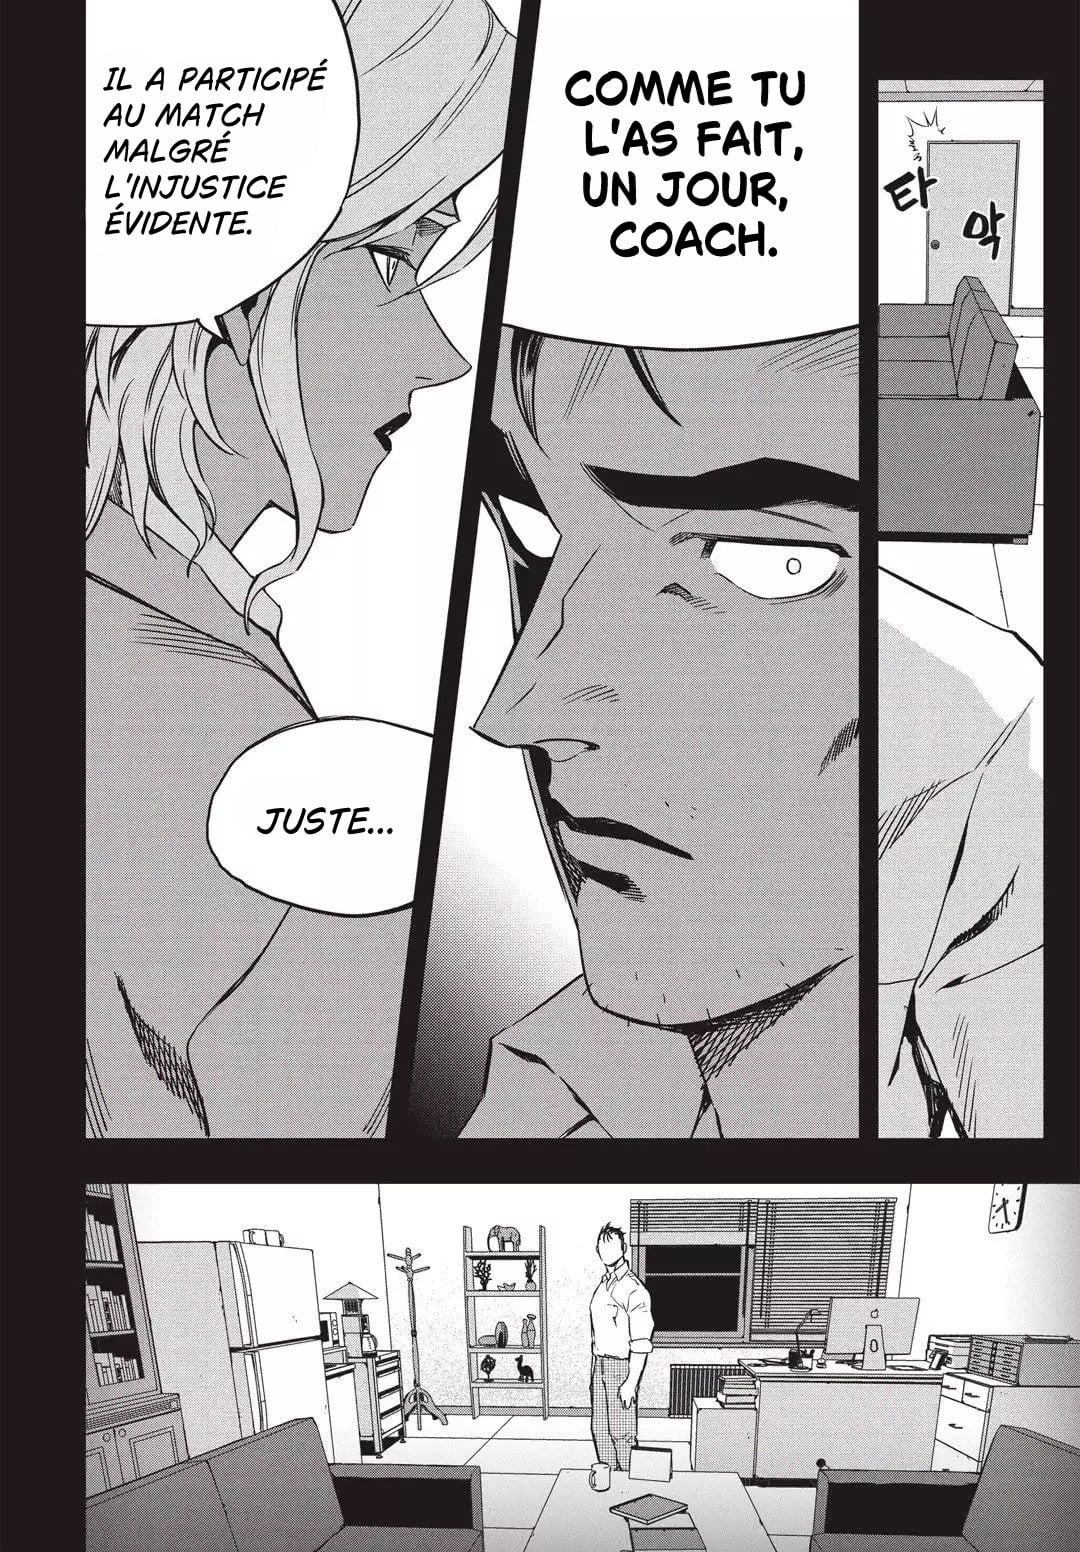 IL A PARTICIPÉ
AU MATCH
MALGRÉ
L'INJUSTICE
ÉVIDENTE.
JUSTE...
COMME TU
L'AS FAIT,
UN JOUR,
COACH.
타
악